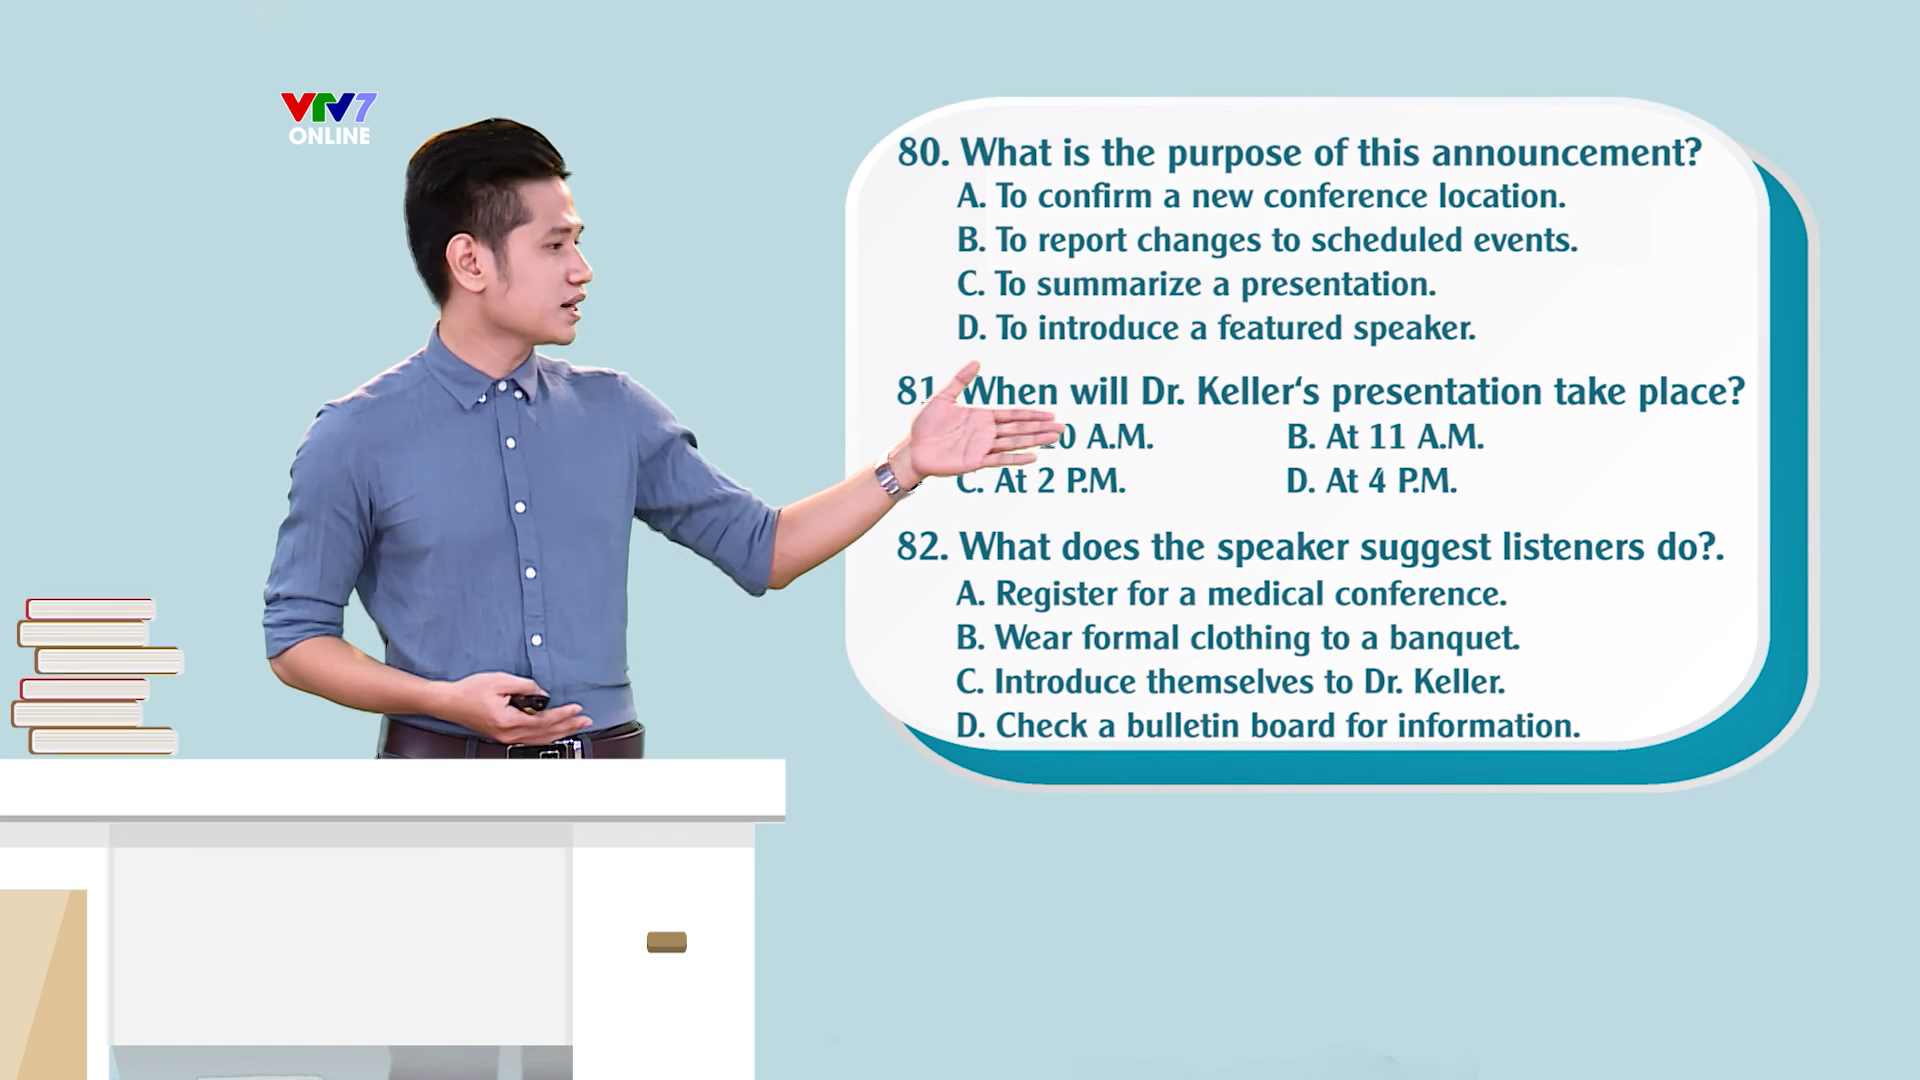 VTV7
ONLINE
80. What is the purpose of this announcement?
A. To confirm a new conference location.
B. To report changes to scheduled events.
C. To summarize a presentation.
D. To introduce a featured speaker.
81. When will Dr. Keller‘s presentation take place?
10 A.M. B. At 11 A.M.
C. At 2 P.M. D. At 4 P.M.
82. What does the speaker suggest listeners do?.
A. Register for a medical conference.
B. Wear formal clothing to a banquet.
C. Introduce themselves to Dr. Keller.
D. Check a bulletin board for information.